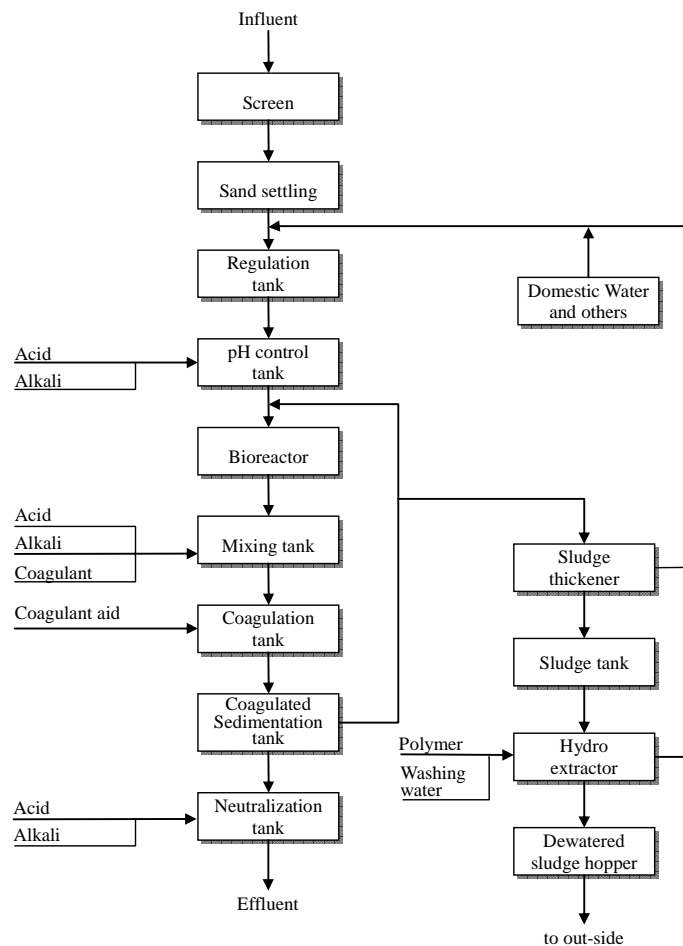 Influent
Screen
Sand settling
Regulation
tank
Domestic Water
and others
Acid
Alkali
pH control
tank
Bioreactor
Acid
Alkali
Coagulant
Mixing tank
Sludge
thickener
Coagulant aid
Coagulation
tank
Sludge tank
Coagulated
Sedimentation
tank
Polymer
Washing
water
Hydro
extractor
Acid
Alkali
Neutralization
tank
Dewatered
sludge hopper
Effluent
to out-side